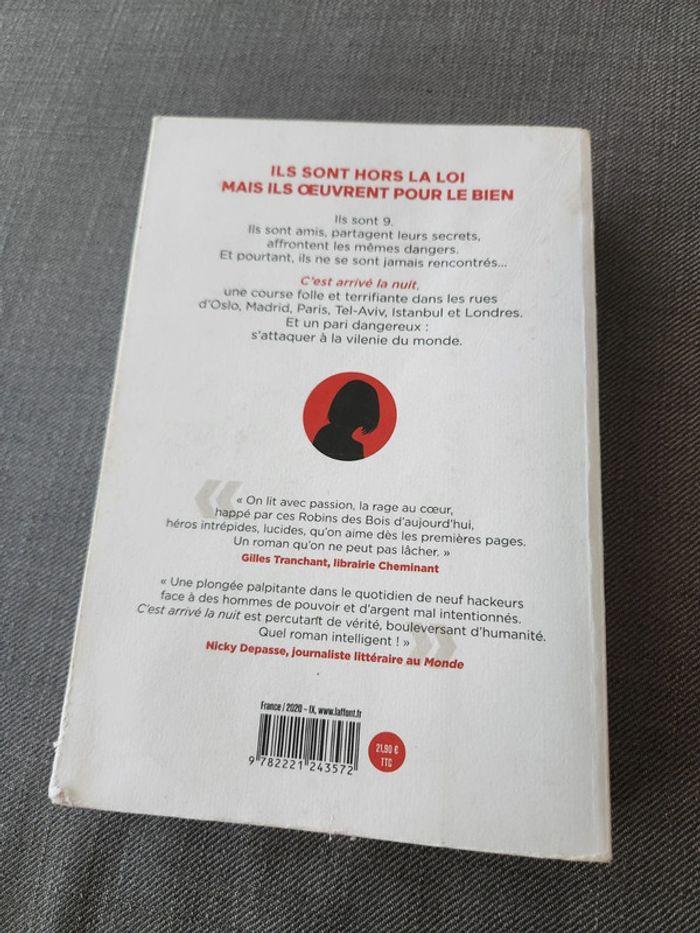 ILS SONT HORS LA LOI
MAIS ILS ŒUVRENT POUR LE BIEN
Ils sont 9.
Ils sont amis, partagent leurs secrets,
affrontent les mêmes dangers.
Et pourtant, ils ne se sont jamais rencontrés...
C'est arrivé la nuit,
une course folle et terrifiante dans les rues
d'Oslo, Madrid, Paris, Tel-Aviv, Istanbul et Londres.
Et un pari dangereux :
s'attaquer à la vilenie du monde.
« On lit avec passion, la rage au cœur,
happé par ces Robins des Bois d'aujourd'hui,
héros intrépides, lucides, qu'on aime dès les premières pages.
Un roman qu'on ne peut pas lâcher. »
Gilles Tranchant, librairie Cheminant
« Une plongée palpitante dans le quotidien de neuf hackeurs
face à des hommes de pouvoir et d'argent mal intentionnés.
C'est arrivé la nuit est percutant de vérité, bouleversant d'humanité.
Quel roman intelligent ! »
Nicky Depasse, journaliste littéraire au Monde
France / 2020 - IX, www.laffont.fr
9 782221 243572
21,90 €
TTC